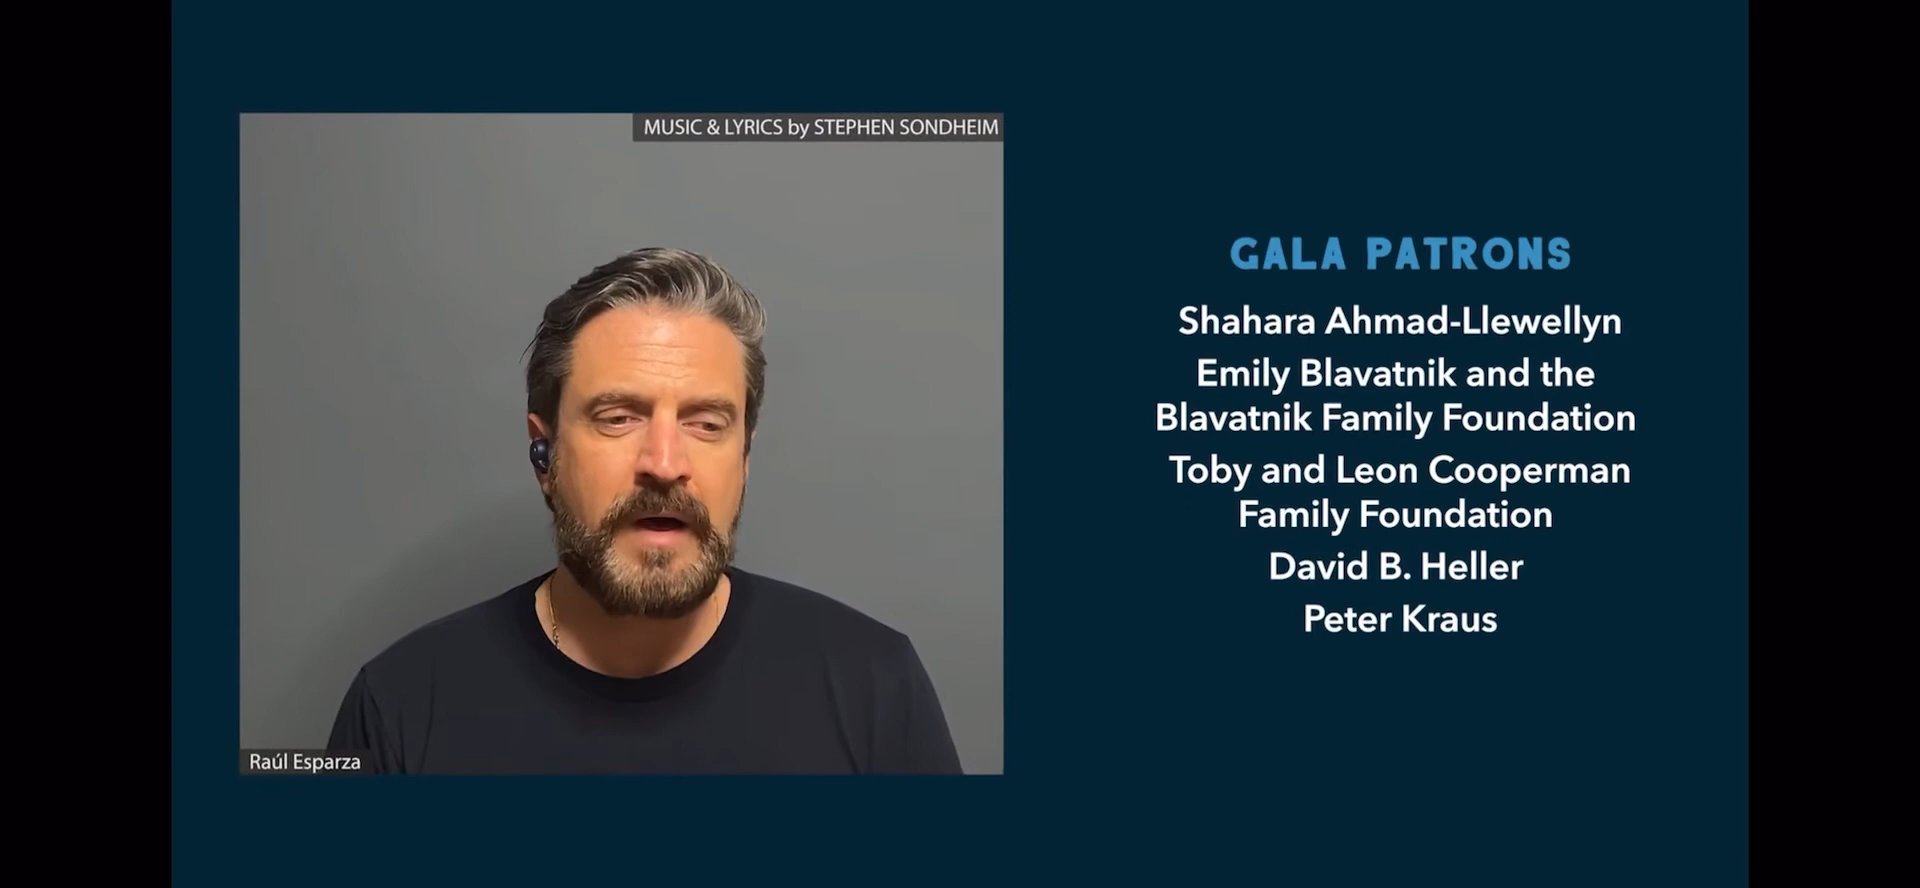 MUSIC & LYRICS by STEPHEN SONDHEIM
Raúl Esparza
GALA PATRONS
Shahara Ahmad-Llewellyn
Emily Blavatnik and the
Blavatnik Family Foundation
Toby and Leon Cooperman
Family Foundation
David B. Heller
Peter Kraus